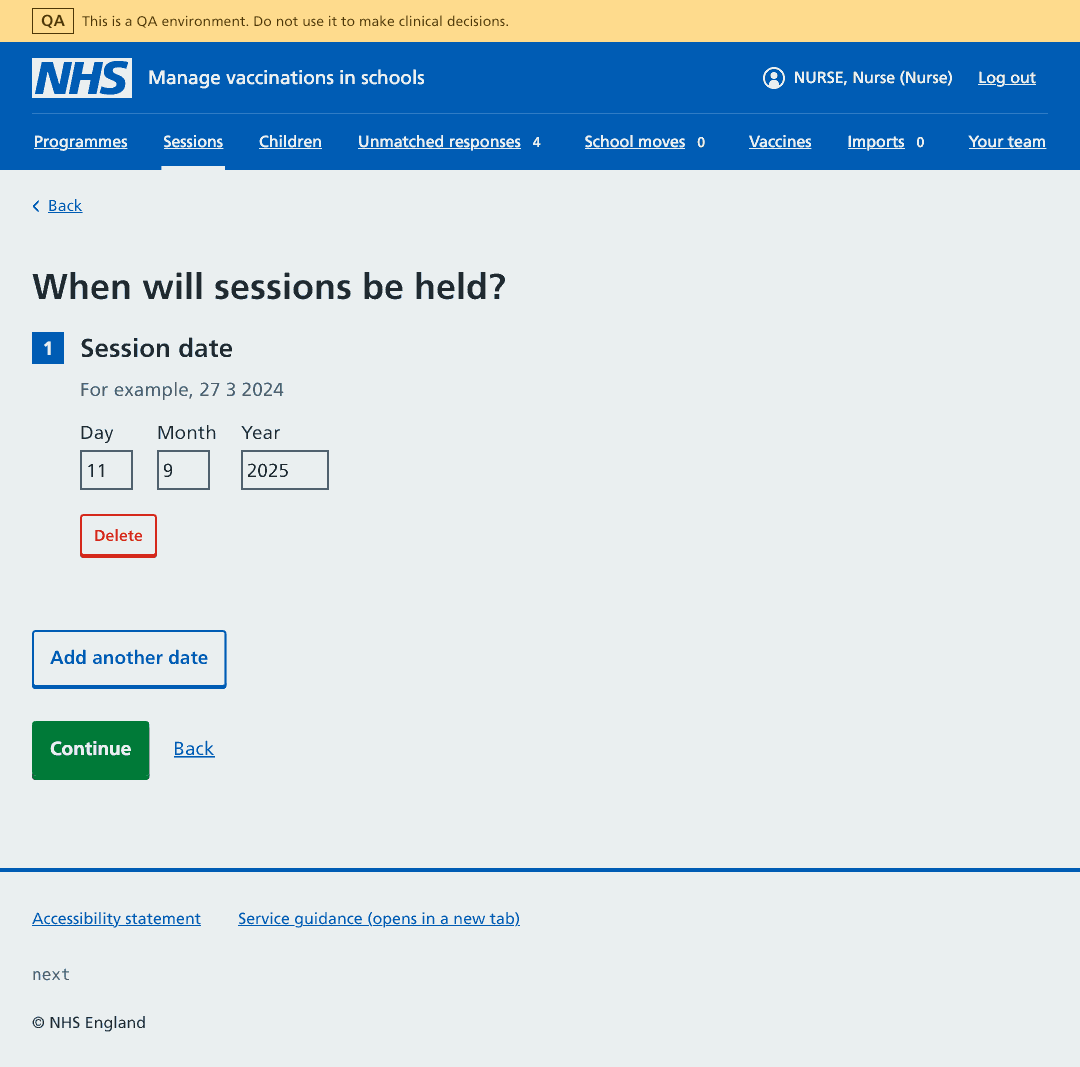 QA This is a QA environment. Do not use it to make clinical decisions.
NHS Manage vaccinations in schools NURSE, Nurse (Nurse) Log out
Programmes Sessions Children Unmatched responses 4 School moves 0 Vaccines Imports 0 Your team
Back
When will sessions be held?
1 Session date
For example, 27 3 2024
Day Month Year
11 9 2025
Delete
Add another date
Continue Back
Accessibility statement Service guidance (opens in a new tab)
next
© NHS England